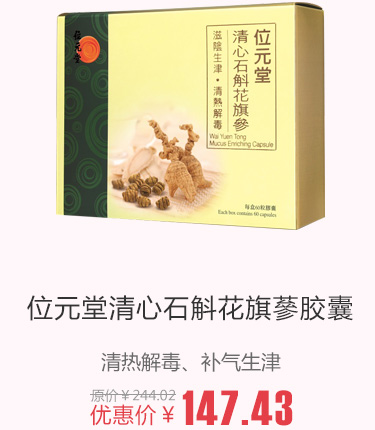 位元堂
位元堂
清心石斛花旗參
滋陰生津・清熱解毒
Wai Yuen Tong
Mucus Enriching Capsule
每盒60粒膠囊
Each box contains 60 capsules
位元堂清心石斛花旗蔘胶囊
清热解毒、补气生津
原价￥244.02
优惠价￥147.43